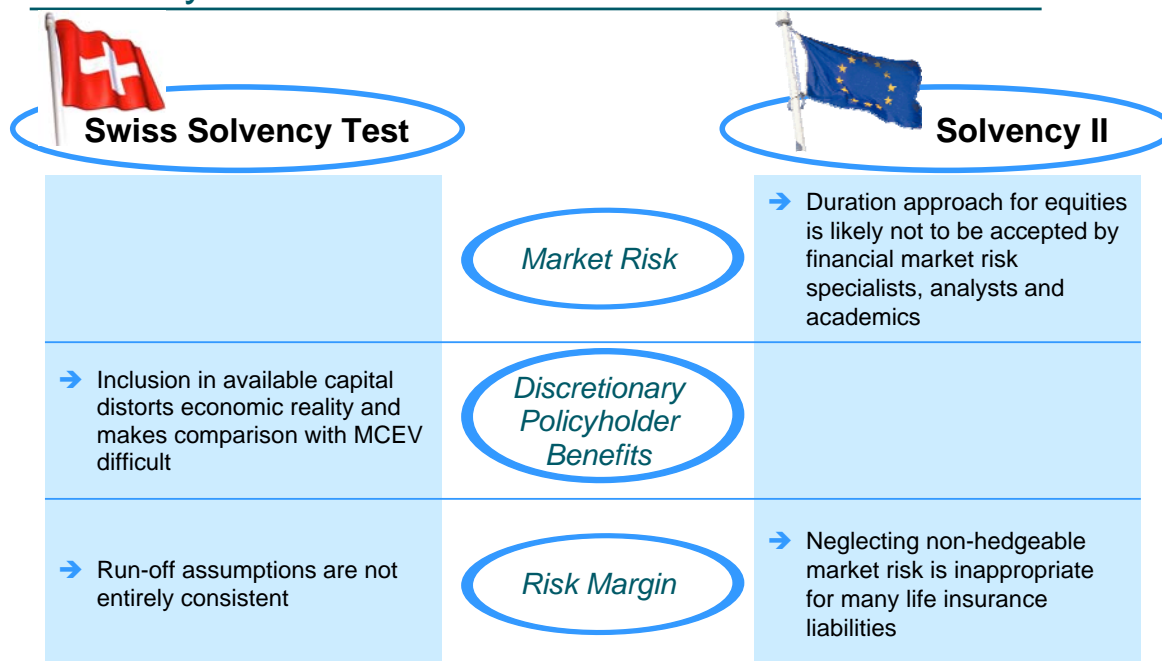 Swiss Solvency Test
Solvency II
Market Risk
➔ Duration approach for equities
is likely not to be accepted by
financial market risk
specialists, analysts and
academics
➔ Inclusion in available capital
distorts economic reality and
makes comparison with MCEV
difficult
Discretionary
Policyholder
Benefits
➔ Run-off assumptions are not
entirely consistent
Risk Margin
➔ Neglecting non-hedgeable
market risk is inappropriate
for many life insurance
liabilities